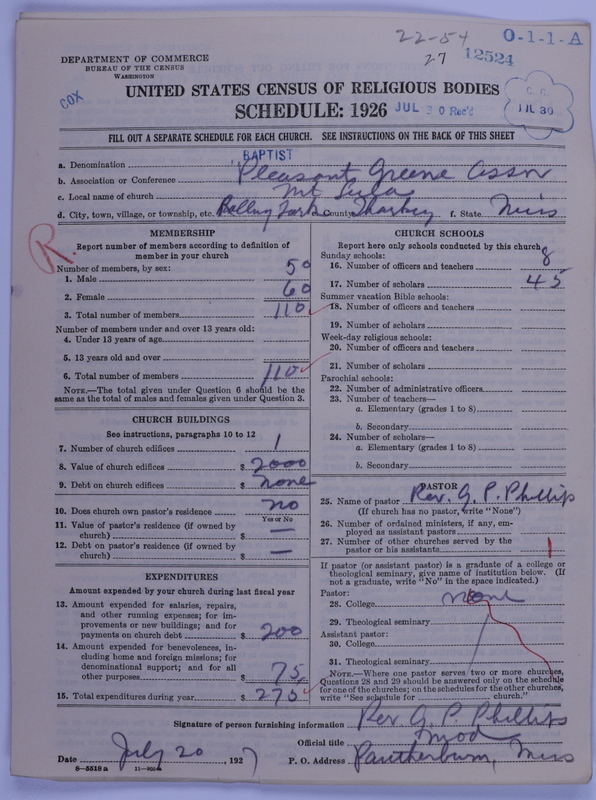 22-54
27
O-1-1-A
12524
DEPARTMENT OF COMMERCE
BUREAU OF THE CENSUS
WASHINGTON
COX
UNITED STATES CENSUS OF RELIGIOUS BODIES
SCHEDULE: 1926
JUL 30 Rec'd
JUL 30
FILL OUT A SEPARATE SCHEDULE FOR EACH CHURCH. SEE INSTRUCTIONS ON THE BACK OF THIS SHEET
a. Denomination BAPTIST
b. Association or Conference Pleasant Greene Assn
c. Local name of church Mt
d. City, town, village, or township, etc. Rolling Fork e. County Sharkey f. State Miss
R.
MEMBERSHIP
Report number of members according to definition of
member in your church
Number of members, by sex:
1. Male 50
2. Female 60
3. Total number of members 110
Number of members under and over 13 years old:
4. Under 13 years of age
5. 13 years old and over
6. Total number of members 110
NOTE.—The total given under Question 6 should be the
same as the total of males and females given under Question 3.
CHURCH BUILDINGS
See instructions, paragraphs 10 to 12
7. Number of church edifices 1
8. Value of church edifices $ 2000
9. Debt on church edifices $ none
10. Does church own pastor's residence no
Yes or No
11. Value of pastor's residence (if owned by
church) $ —
12. Debt on pastor's residence (if owned by
church) $ —
EXPENDITURES
Amount expended by your church during last fiscal year
13. Amount expended for salaries, repairs,
and other running expenses; for im-
provements or new buildings; and for
payments on church debt $ 200
14. Amount expended for benevolences, in-
cluding home and foreign missions; for
denominational support; and for all
other purposes $ 75
15. Total expenditures during year $ 275
CHURCH SCHOOLS
Report here only schools conducted by this church
Sunday schools:
16. Number of officers and teachers 8
17. Number of scholars 45
Summer vacation Bible schools:
18. Number of officers and teachers
19. Number of scholars
Week-day religious schools:
20. Number of officers and teachers
21. Number of scholars
Parochial schools:
22. Number of administrative officers
23. Number of teachers—
a. Elementary (grades 1 to 8)
b. Secondary
24. Number of scholars—
a. Elementary (grades 1 to 8)
b. Secondary
PASTOR
25. Name of pastor Rev. G. P. Phillips
(If church has no pastor, write "None")
26. Number of ordained ministers, if any, em-
ployed as assistant pastors
27. Number of other churches served by the
pastor or his assistants 1
If pastor (or assistant pastor) is a graduate of a college or
theological seminary, give name of institution below. (If
not a graduate, write "No" in the space indicated.)
Pastor:
28. College none
29. Theological seminary
Assistant pastor:
30. College
31. Theological seminary
NOTE.—Where one pastor serves two or more churches,
Questions 28 and 29 should be answered only on the schedule
for one of the churches; on the schedules for the other churches,
write "See schedule for church."
Signature of person furnishing information Rev. G. P. Phillips
Official title Mod
Date July 20, 1927 P. O. Address Pantherburn, Miss
8—5518 a